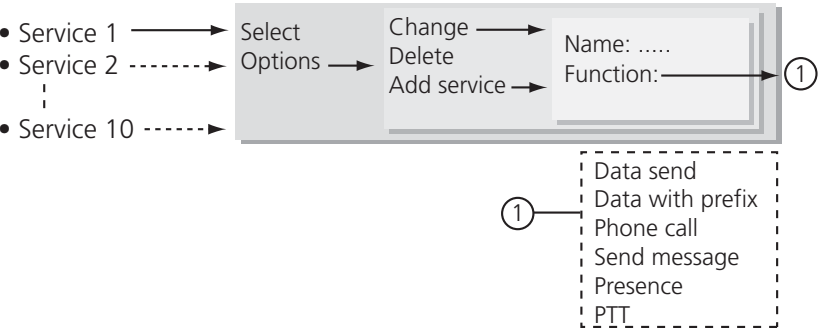 • Service 1
• Service 2
• Service 10
Select
Options
Change
Delete
Add service
Name: .....
Function:
1
1
Data send
Data with prefix
Phone call
Send message
Presence
PTT